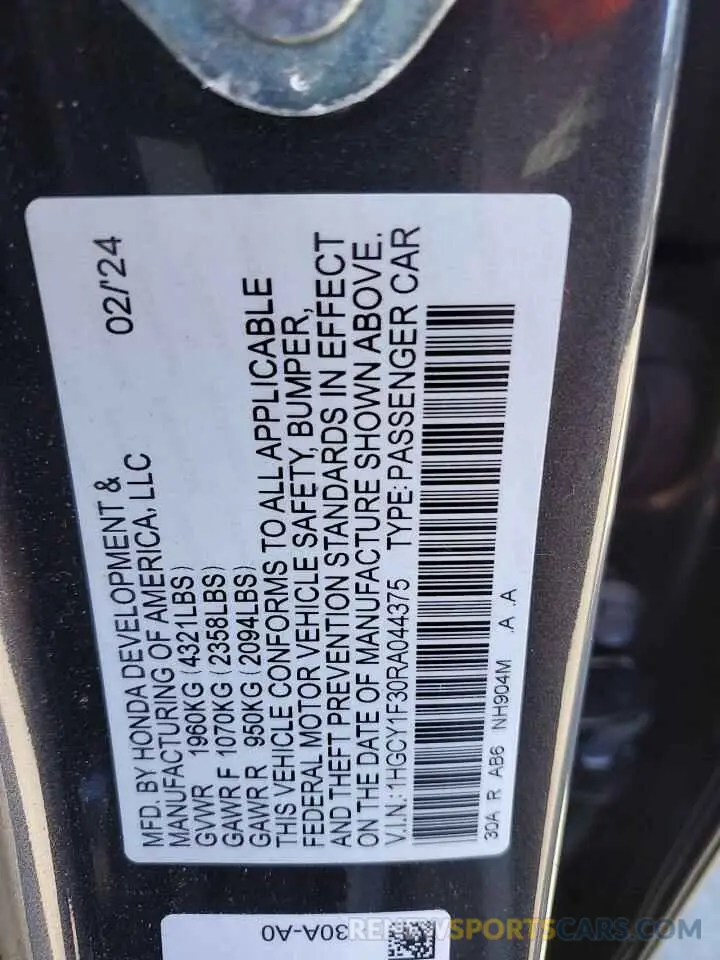 MFD. BY HONDA DEVELOPMENT & 02/'24
MANUFACTURING OF AMERICA, LLC
GVWR 1960KG (4321LBS)
GAWR F 1070KG (2358LBS)
GAWR R 950KG (2094LBS)
THIS VEHICLE CONFORMS TO ALL APPLICABLE
FEDERAL MOTOR VEHICLE SAFETY, BUMPER,
AND THEFT PREVENTION STANDARDS IN EFFECT
ON THE DATE OF MANUFACTURE SHOWN ABOVE.
V.I.N.: 1HGCY1F30RA044375 TYPE: PASSENGER CAR
30A R AB6 NH904M .A .A
30A-A0
RENEWSPORTSCARS.COM